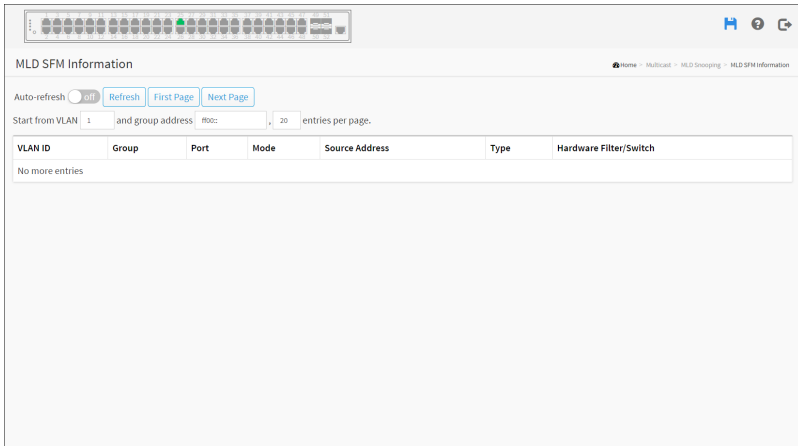 MLD SFM Information
Home > Multicast > MLD Snooping > MLD SFM Information
Auto-refresh off Refresh First Page Next Page
Start from VLAN 1 and group address ff00:: , 20 entries per page.
VLAN ID Group Port Mode Source Address Type Hardware Filter/Switch
No more entries